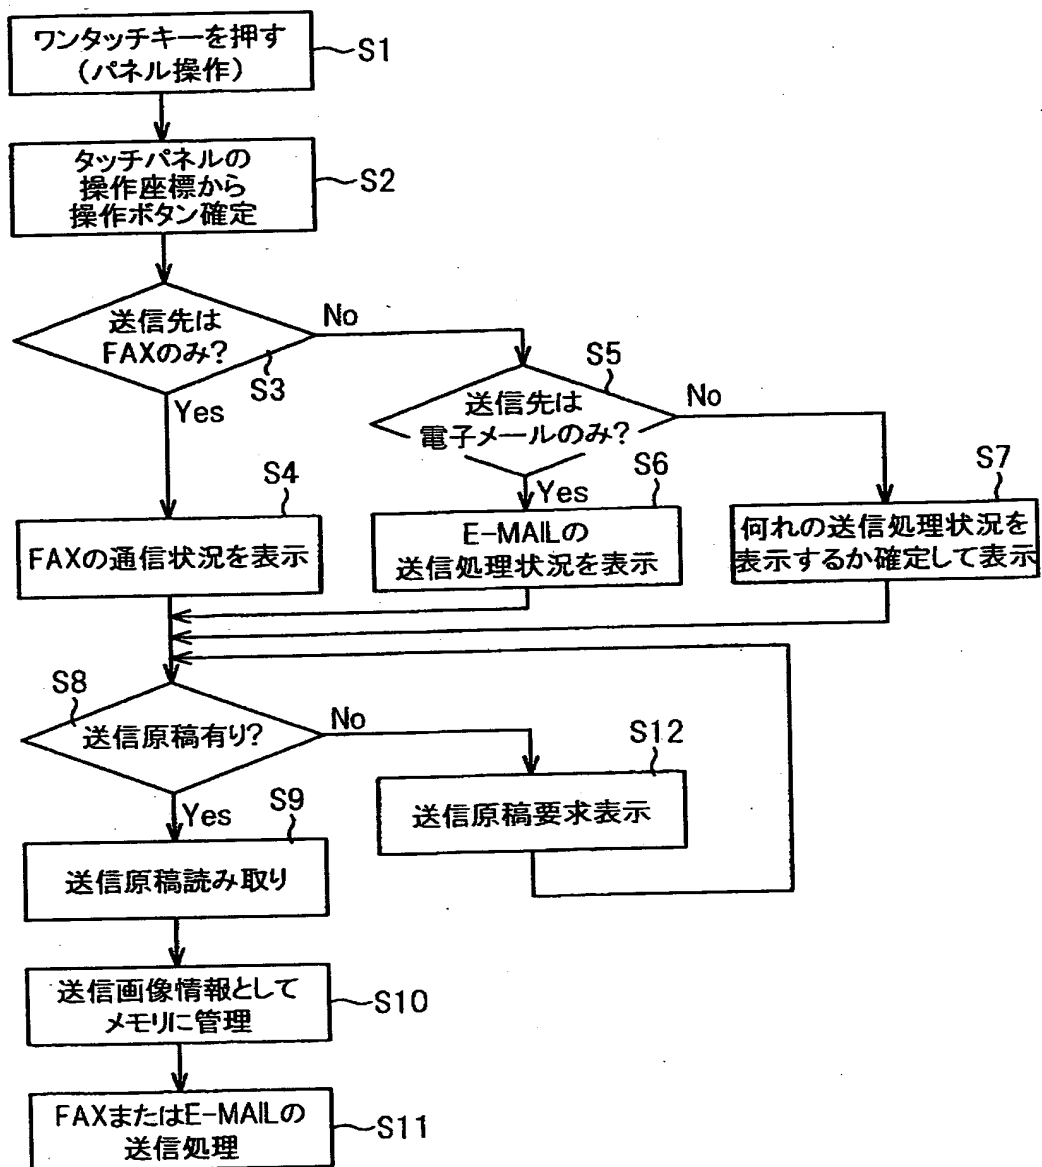 ワンタッチキーを押す
(パネル操作)
S1
タッチパネルの
操作座標から
操作ボタン確定
S2
送信先は
FAXのみ?
S3
No
Yes
S5
送信先は
電子メールのみ?
No
Yes
S4
FAXの通信状況を表示
S6
E-MAILの
送信処理状況を表示
S7
何れの送信処理状況を
表示するか確定して表示
S8
送信原稿有り?
No
Yes
S12
送信原稿要求表示
S9
送信原稿読み取り
送信画像情報として
メモリに管理
S10
FAXまたはE-MAILの
送信処理
S11